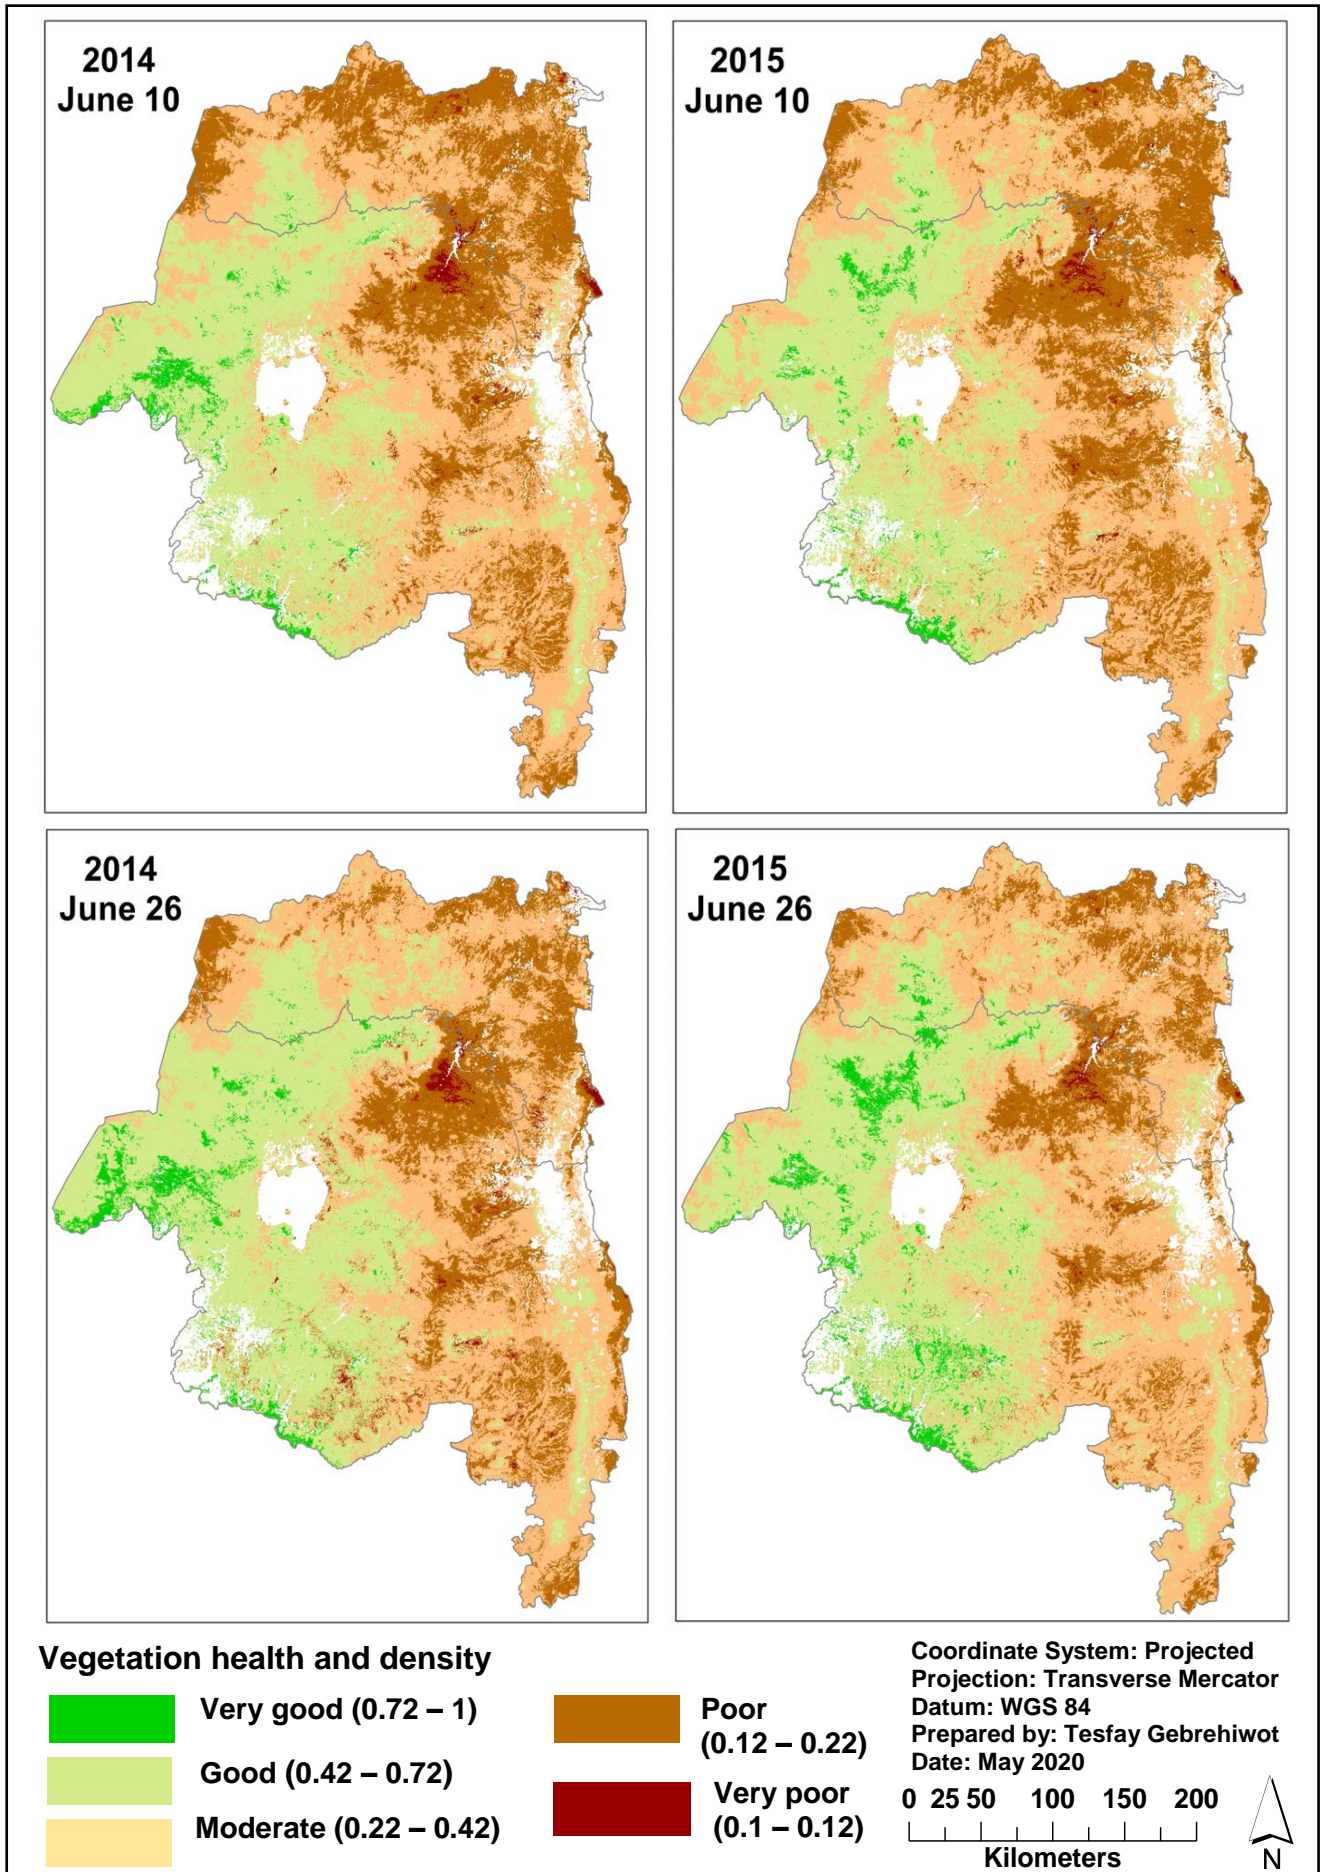 2014
June 10
2015
June 10
2014
June 26
2015
June 26
Vegetation health and density
Very good (0.72 – 1)
Good (0.42 – 0.72)
Moderate (0.22 – 0.42)
Poor
(0.12 – 0.22)
Very poor
(0.1 – 0.12)
Coordinate System: Projected
Projection: Transverse Mercator
Datum: WGS 84
Prepared by: Tesfay Gebrehiwot
Date: May 2020
0 25 50 100 150 200
Kilometers
N